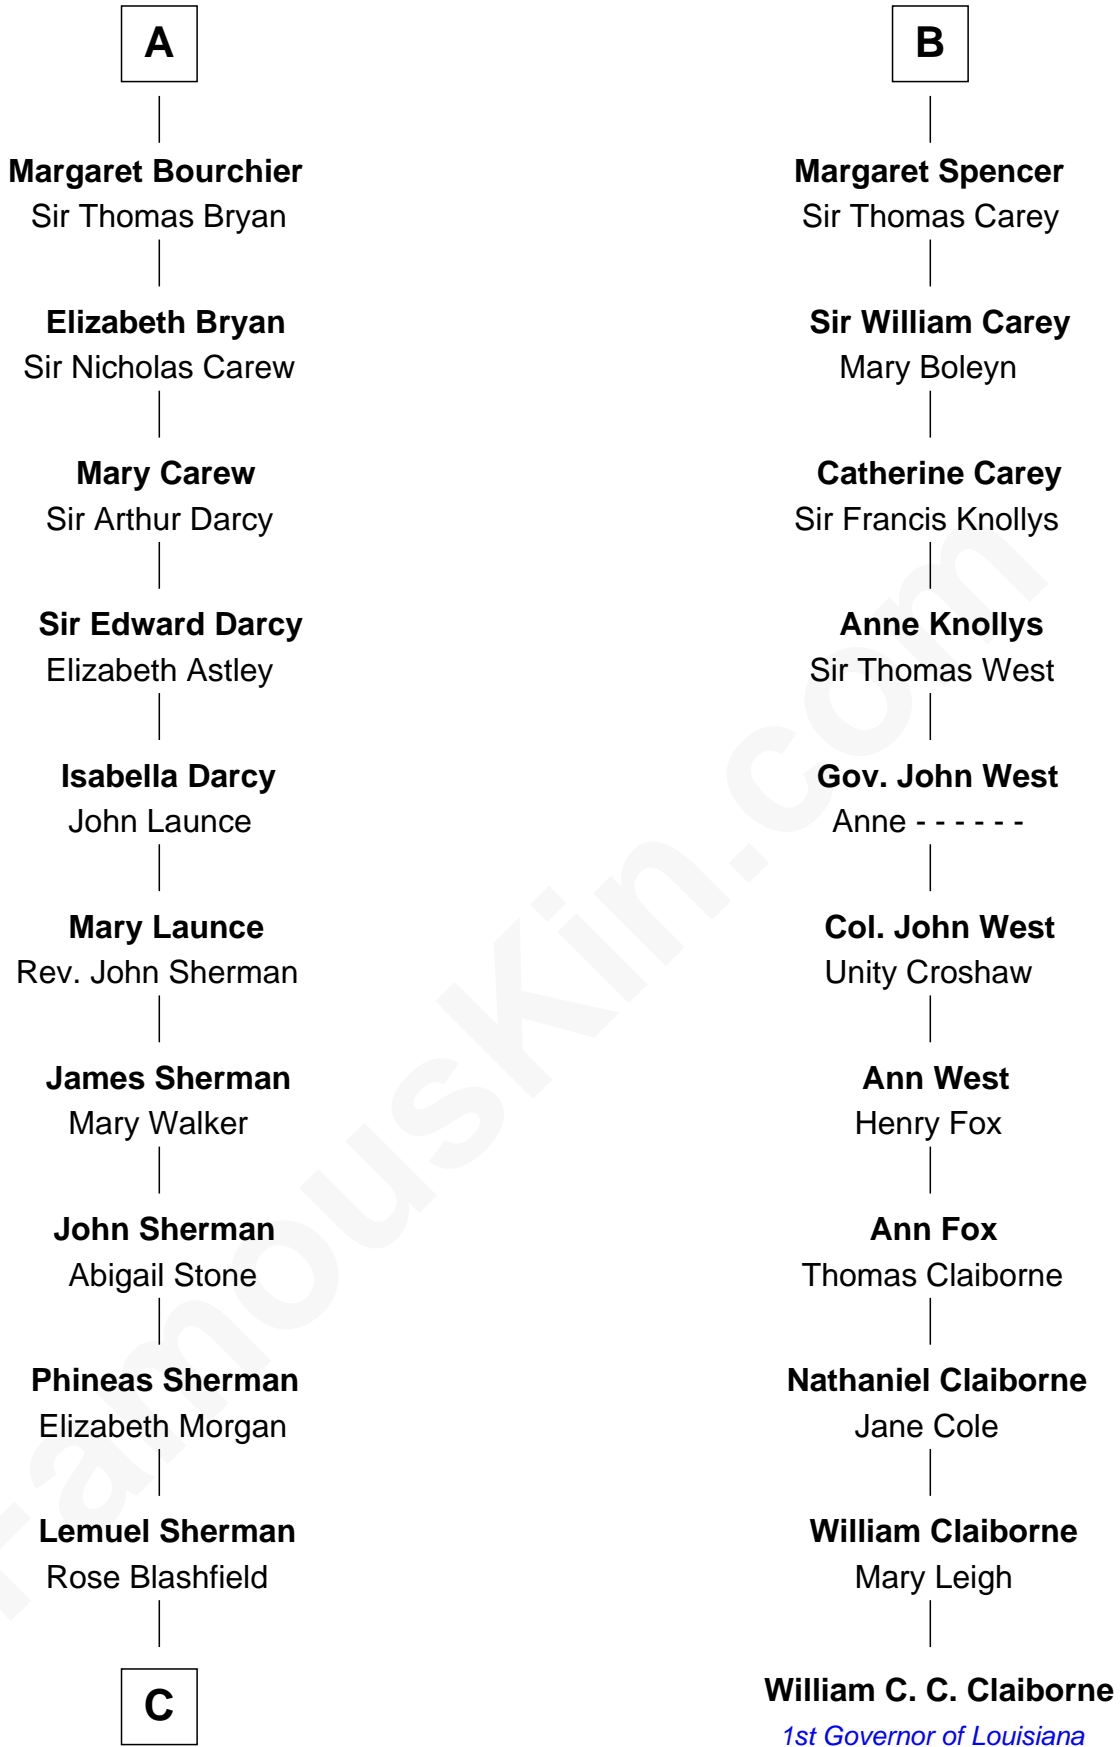 A
Margaret Bourchier
Sir Thomas Bryan
Elizabeth Bryan
Sir Nicholas Carew
Mary Carew
Sir Arthur Darcy
Sir Edward Darcy
Elizabeth Astley
Isabella Darcy
John Launce
Mary Launce
Rev. John Sherman
James Sherman
Mary Walker
John Sherman
Abigail Stone
Phineas Sherman
Elizabeth Morgan
Lemuel Sherman
Rose Blashfield
C
B
Margaret Spencer
Sir Thomas Carey
Sir William Carey
Mary Boleyn
Catherine Carey
Sir Francis Knollys
Anne Knollys
Sir Thomas West
Gov. John West
Anne - - - - - -
Col. John West
Unity Croshaw
Ann West
Henry Fox
Ann Fox
Thomas Claiborne
Nathaniel Claiborne
Jane Cole
William Claiborne
Mary Leigh
William C. C. Claiborne
1st Governor of Louisiana
FamousKin.com